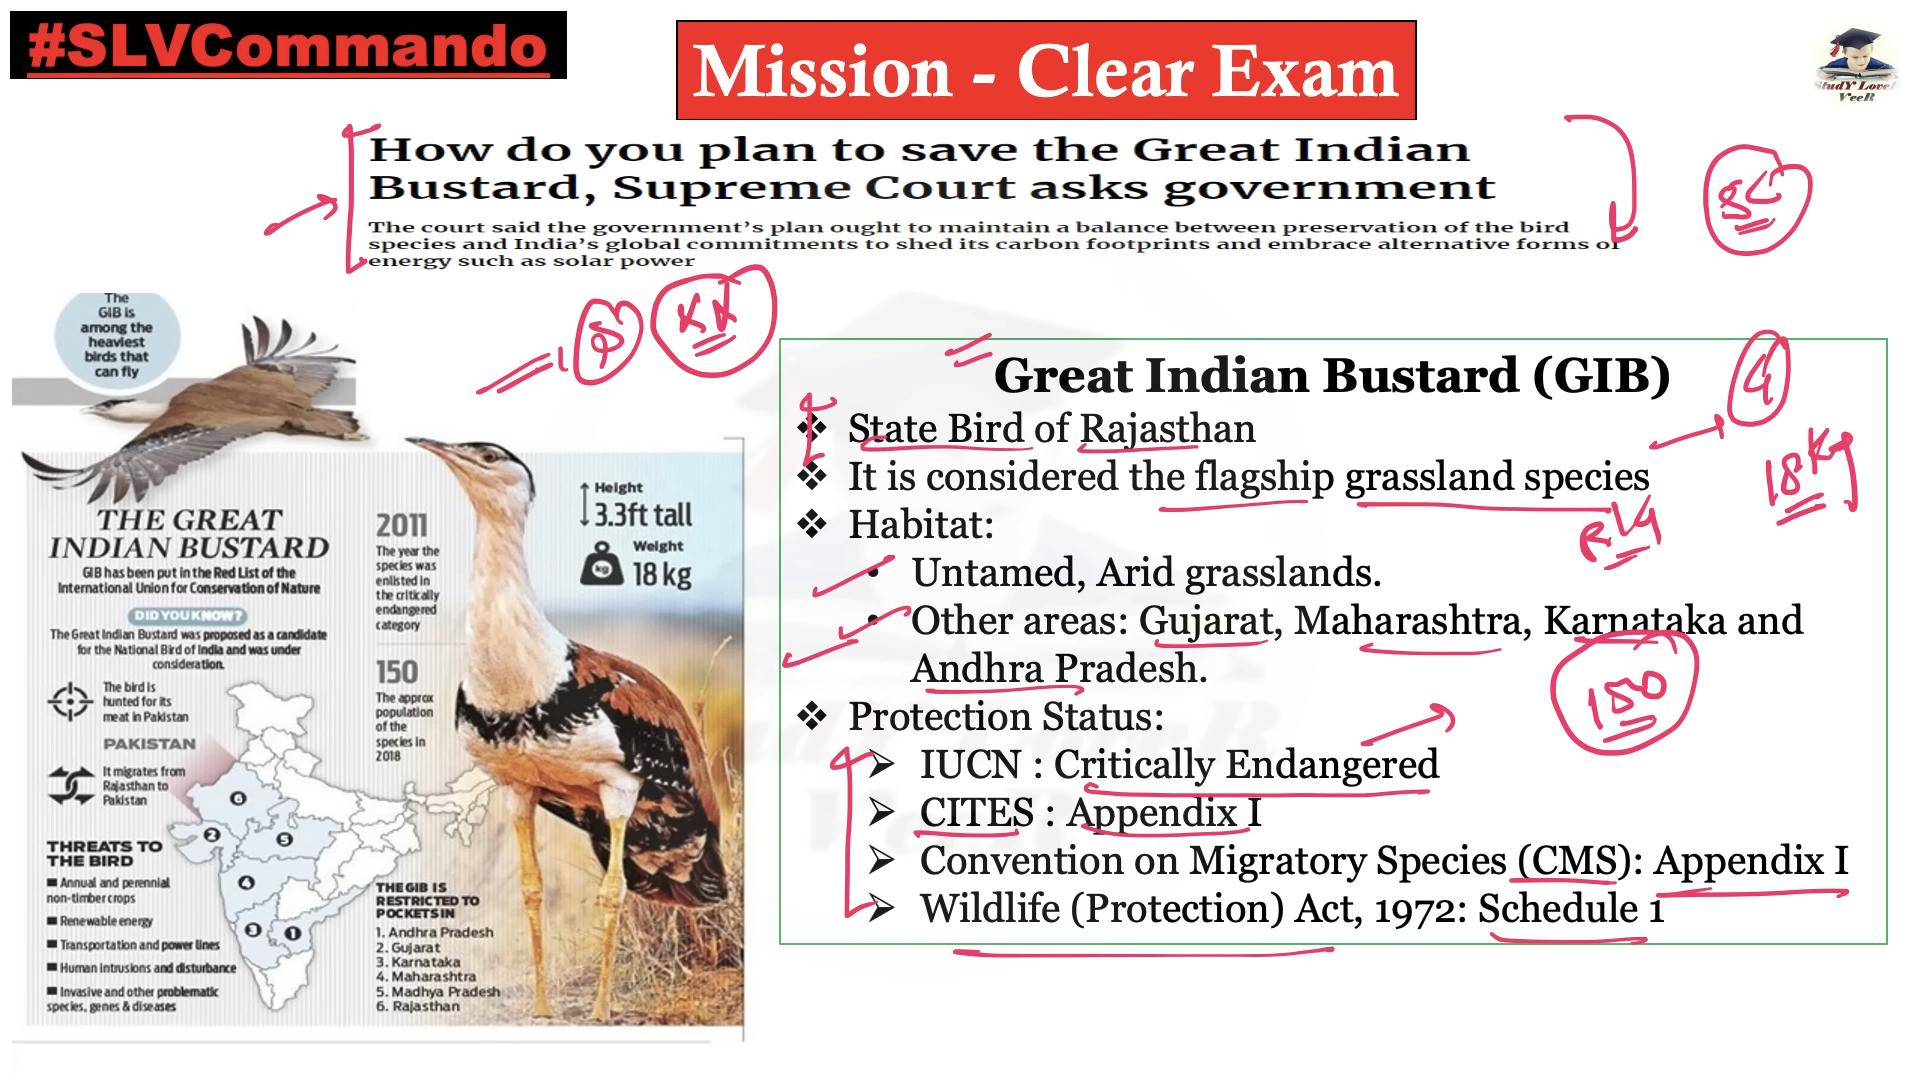 #SLVCommando
Mission - Clear Exam
StudY LoveR
VeeR
How do you plan to save the Great Indian
Bustard, Supreme Court asks government
The court said the government's plan ought to maintain a balance between preservation of the bird
species and India's global commitments to shed its carbon footprints and embrace alternative forms of
energy such as solar power
SC
The
GIB is
among the
heaviest
birds that
can fly
THE GREAT
INDIAN BUSTARD
GIB has been put in the Red List of the
International Union for Conservation of Nature
DID YOU KNOW?
The Great Indian Bustard was proposed as a candidate
for the National Bird of India and was under
consideration.
The bird is
hunted for its
meat in Pakistan
PAKISTAN
It migrates from
Rajasthan to
Pakistan
THREATS TO
THE BIRD
■ Annual and perennial
non-timber crops
■ Renewable energy
■ Transportation and power lines
■ Human intrusions and disturbance
■ Invasive and other problematic
species, genes & diseases
6
2
5
4
3
1
2011
The year the
species was
enlisted in
the critically
endangered
category
150
The approx
population
of the
species in
2018
Height
3.3ft tall
kg
Weight
18 kg
THE GIB IS
RESTRICTED TO
POCKETS IN
1. Andhra Pradesh
2. Gujarat
3. Karnataka
4. Maharashtra
5. Madhya Pradesh
6. Rajasthan
Great Indian Bustard (GIB)
❖ State Bird of Rajasthan
❖ It is considered the flagship grassland species
18 Kg
❖ Habitat:
• Untamed, Arid grasslands.
• Other areas: Gujarat, Maharashtra, Karnataka and
Andhra Pradesh.
150
❖ Protection Status:
➢ IUCN : Critically Endangered
➢ CITES : Appendix I
➢ Convention on Migratory Species (CMS): Appendix I
➢ Wildlife (Protection) Act, 1972: Schedule 1